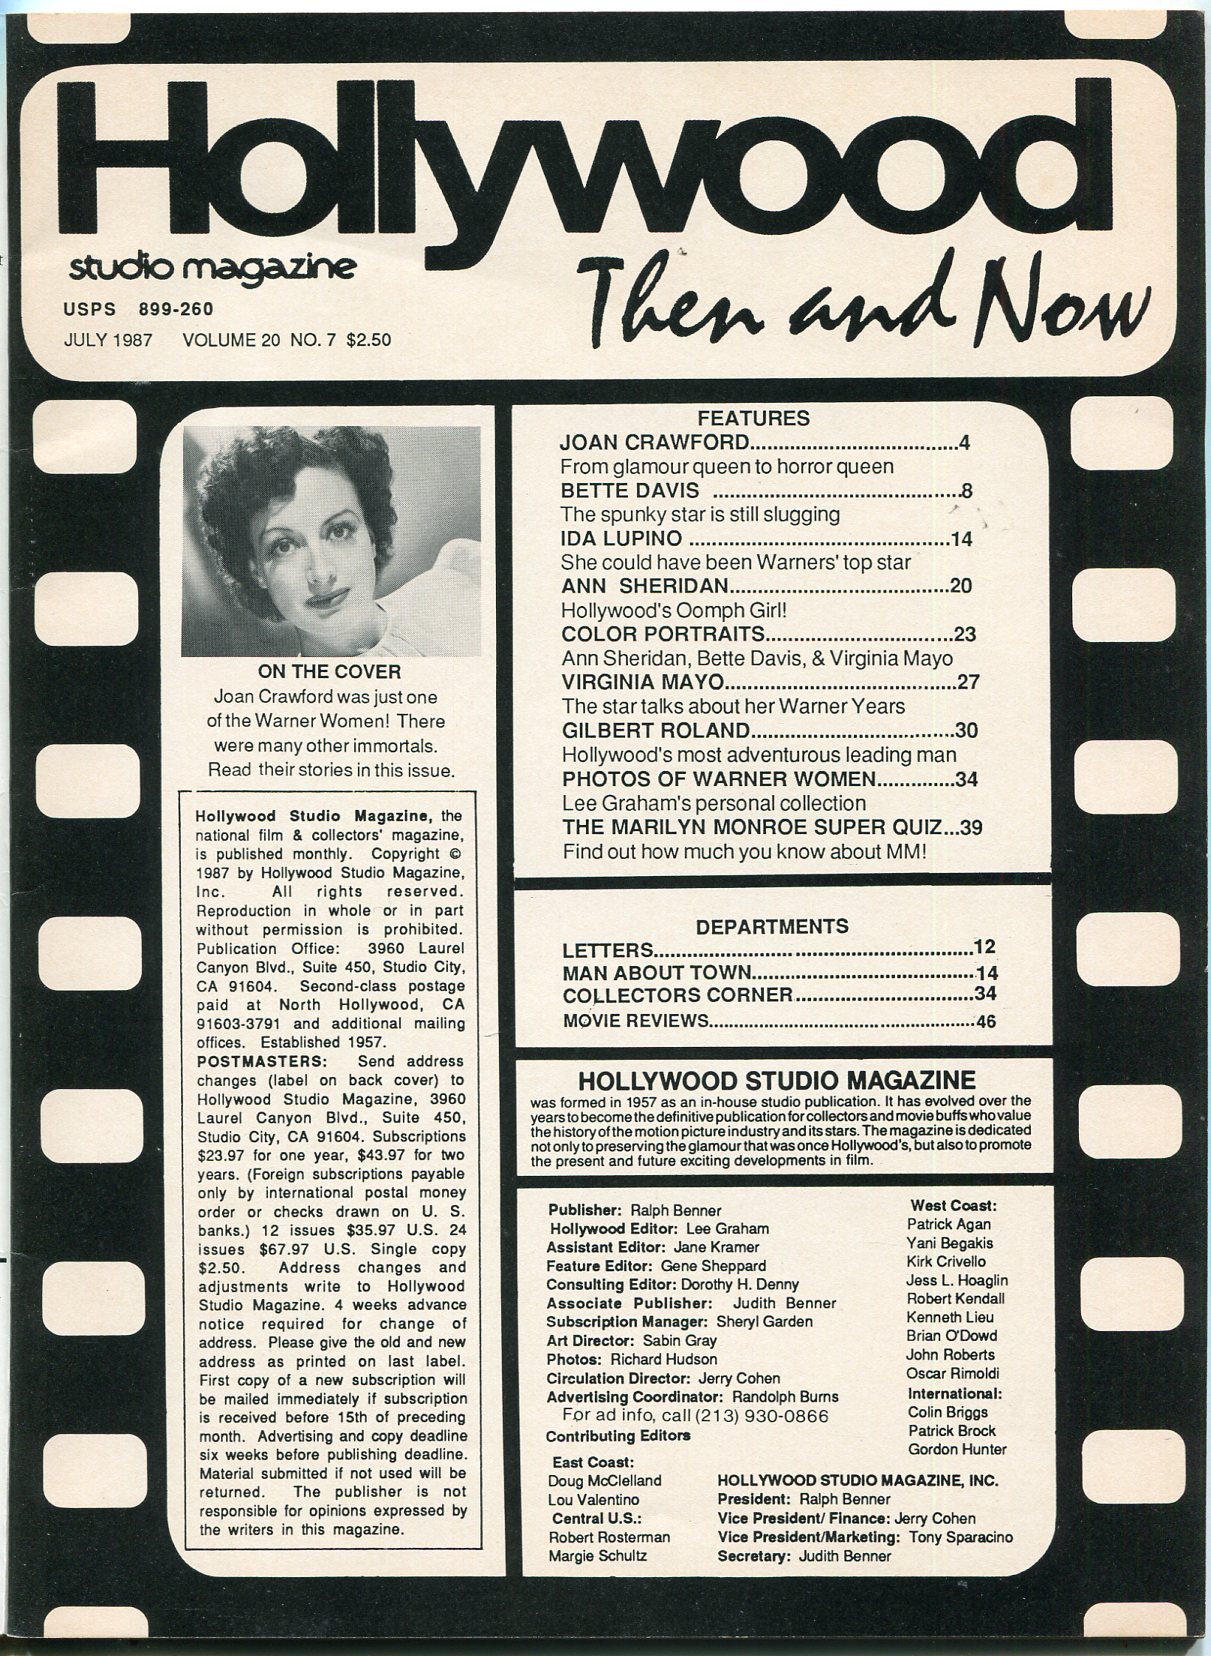 Hollywood
studio magazine
Then and Now
USPS 899-260
JULY 1987 VOLUME 20 NO. 7 $2.50
ON THE COVER
Joan Crawford was just one
of the Warner Women! There
were many other immortals.
Read their stories in this issue.
Hollywood Studio Magazine, the
national film & collectors' magazine,
is published monthly. Copyright ©
1987 by Hollywood Studio Magazine,
Inc. All rights reserved.
Reproduction in whole or in part
without permission is prohibited.
Publication Office: 3960 Laurel
Canyon Blvd., Suite 450, Studio City,
CA 91604. Second-class postage
paid at North Hollywood, CA
91603-3791 and additional mailing
offices. Established 1957.
POSTMASTERS: Send address
changes (label on back cover) to
Hollywood Studio Magazine, 3960
Laurel Canyon Blvd., Suite 450,
Studio City, CA 91604. Subscriptions
$23.97 for one year, $43.97 for two
years. (Foreign subscriptions payable
only by international postal money
order or checks drawn on U. S.
banks.) 12 issues $35.97 U.S. 24
issues $67.97 U.S. Single copy
$2.50. Address changes and
adjustments write to Hollywood
Studio Magazine. 4 weeks advance
notice required for change of
address. Please give the old and new
address as printed on last label.
First copy of a new subscription will
be mailed immediately if subscription
is received before 15th of preceding
month. Advertising and copy deadline
six weeks before publishing deadline.
Material submitted if not used will be
returned. The publisher is not
responsible for opinions expressed by
the writers in this magazine.
FEATURES
JOAN CRAWFORD....................................4
From glamour queen to horror queen
BETTE DAVIS ...........................................8
The spunky star is still slugging
IDA LUPINO .............................................14
She could have been Warners' top star
ANN SHERIDAN......................................20
Hollywood's Oomph Girl!
COLOR PORTRAITS................................23
Ann Sheridan, Bette Davis, & Virginia Mayo
VIRGINIA MAYO........................................27
The star talks about her Warner Years
GILBERT ROLAND...................................30
Hollywood's most adventurous leading man
PHOTOS OF WARNER WOMEN.............34
Lee Graham's personal collection
THE MARILYN MONROE SUPER QUIZ...39
Find out how much you know about MM!
DEPARTMENTS
LETTERS.......................................................12
MAN ABOUT TOWN......................................14
COLLECTORS CORNER...............................34
MOVIE REVIEWS..............................................46
HOLLYWOOD STUDIO MAGAZINE
was formed in 1957 as an in-house studio publication. It has evolved over the
years to become the definitive publication for collectors and movie buffs who value
the history of the motion picture industry and its stars. The magazine is dedicated
not only to preserving the glamour that was once Hollywood's, but also to promote
the present and future exciting developments in film.
Publisher: Ralph Benner
Hollywood Editor: Lee Graham
Assistant Editor: Jane Kramer
Feature Editor: Gene Sheppard
Consulting Editor: Dorothy H. Denny
Associate Publisher: Judith Benner
Subscription Manager: Sheryl Garden
Art Director: Sabin Gray
Photos: Richard Hudson
Circulation Director: Jerry Cohen
Advertising Coordinator: Randolph Burns
For ad info, call (213) 930-0866
Contributing Editors
East Coast:
Doug McClelland
Lou Valentino
Central U.S.:
Robert Rosterman
Margie Schultz
West Coast:
Patrick Agan
Yani Begakis
Kirk Crivello
Jess L. Hoaglin
Robert Kendall
Kenneth Lieu
Brian O'Dowd
John Roberts
Oscar Rimoldi
International:
Colin Briggs
Patrick Brock
Gordon Hunter
HOLLYWOOD STUDIO MAGAZINE, INC.
President: Ralph Benner
Vice President/ Finance: Jerry Cohen
Vice President/Marketing: Tony Sparacino
Secretary: Judith Benner